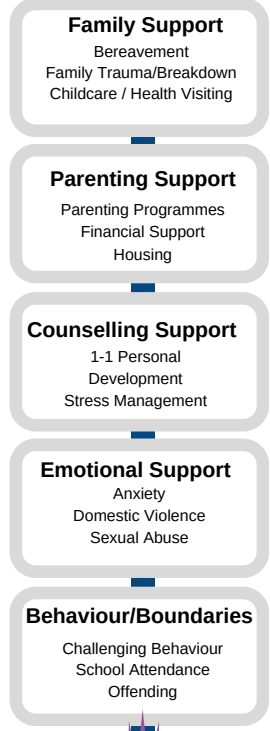 Family Support
Bereavement
Family Trauma/Breakdown
Childcare / Health Visiting
Parenting Support
Parenting Programmes
Financial Support
Housing
Counselling Support
1-1 Personal
Development
Stress Management
Emotional Support
Anxiety
Domestic Violence
Sexual Abuse
Behaviour/Boundaries
Challenging Behaviour
School Attendance
Offending